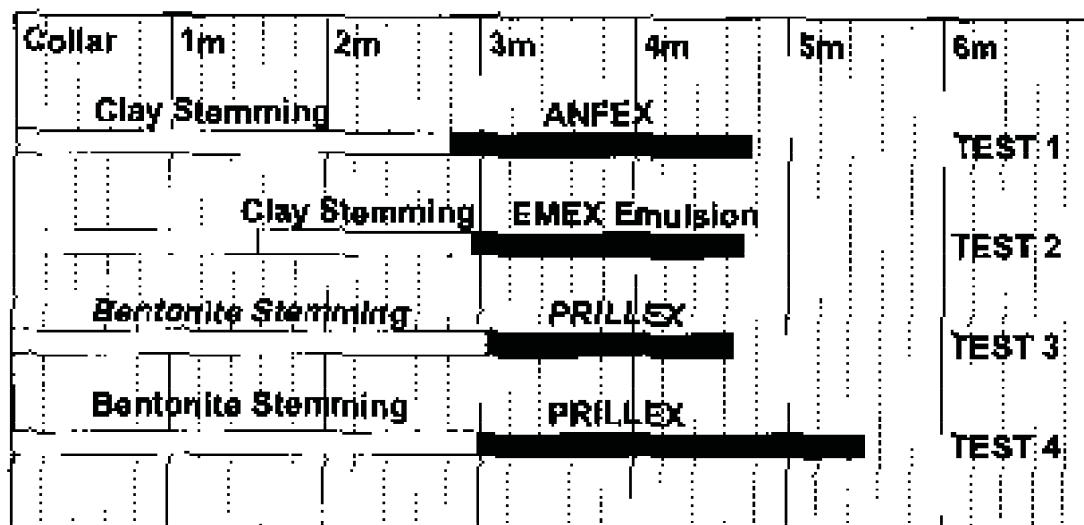 Collar 1m 2m 3m 4m 5m 6m
Clay Stemming ANFEX
TEST 1
Clay Stemming EMEX Emulsion
TEST 2
Bentonite Stemming PRILLEX
TEST 3
Bentonite Stemming PRILLEX
TEST 4